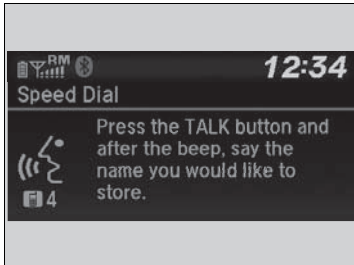 RM
12:34
Speed Dial
Press the TALK button and
after the beep, say the
name you would like to
store.
4